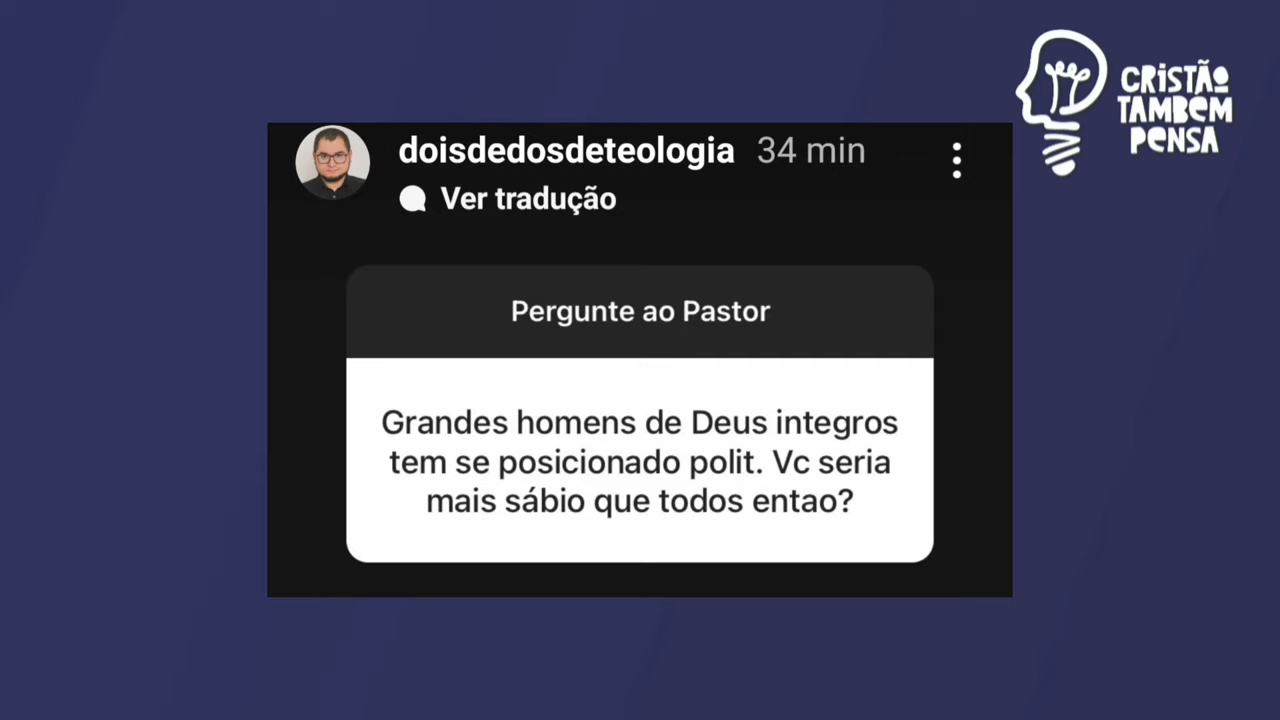 CRISTÃO
TAMBEM
PENSA
doisdedosdeteologia 34 min
Ver tradução
Pergunte ao Pastor
Grandes homens de Deus integros
tem se posicionado polit. Vc seria
mais sábio que todos entao?